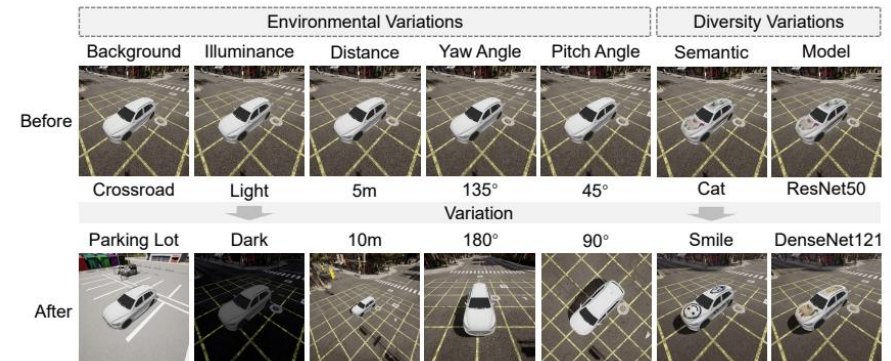 Environmental Variations Diversity Variations
Background Illuminance Distance Yaw Angle Pitch Angle Semantic Model
Before
Crossroad Light 5m 135° 45° Cat ResNet50
Variation
Parking Lot Dark 10m 180° 90° Smile DenseNet121
After